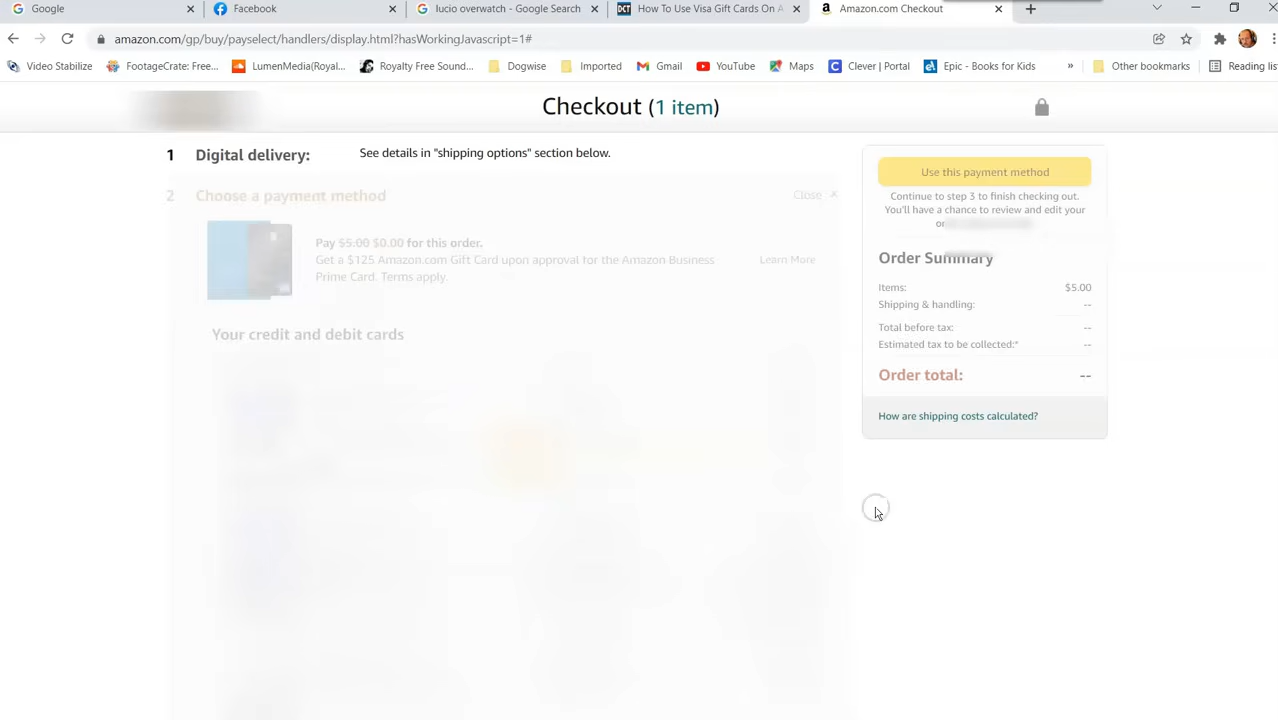 Google
Facebook
lucio overwatch - Google Search
DCT How To Use Visa Gift Cards On A
Amazon.com Checkout
amazon.com/gp/buy/payselect/handlers/display.html?hasWorkingJavascript=1#
Video Stabilize
FootageCrate: Free...
LumenMedia(Royal...
Royalty Free Sound...
Dogwise
Imported
Gmail
YouTube
Maps
Clever | Portal
Epic - Books for Kids
»
Other bookmarks
Reading list
Checkout (1 item)
1 Digital delivery: See details in "shipping options" section below.
2 Choose a payment method Close x
Pay $5.00 $0.00 for this order.
Get a $125 Amazon.com Gift Card upon approval for the Amazon Business
Prime Card. Terms apply.
Learn More
Your credit and debit cards
Use this payment method
Continue to step 3 to finish checking out.
You'll have a chance to review and edit your
Order Summary
Items: $5.00
Shipping & handling: --
Total before tax: --
Estimated tax to be collected:* --
Order total: --
How are shipping costs calculated?